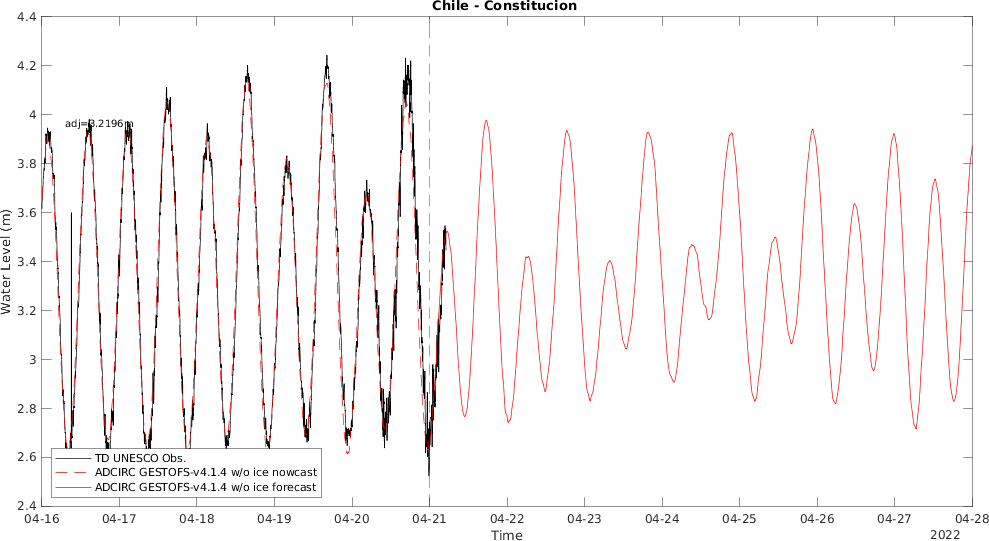 Chile - Constitucion
4.4
4.2
4
3.8
3.6
3.4
3.2
3
2.8
2.6
2.4
Water Level (m)
adj=3.2196 m
TD UNESCO Obs.
ADCIRC GESTOFS-v4.1.4 w/o ice nowcast
ADCIRC GESTOFS-v4.1.4 w/o ice forecast
04-16 04-17 04-18 04-19 04-20 04-21 04-22 04-23 04-24 04-25 04-26 04-27 04-28
Time
2022